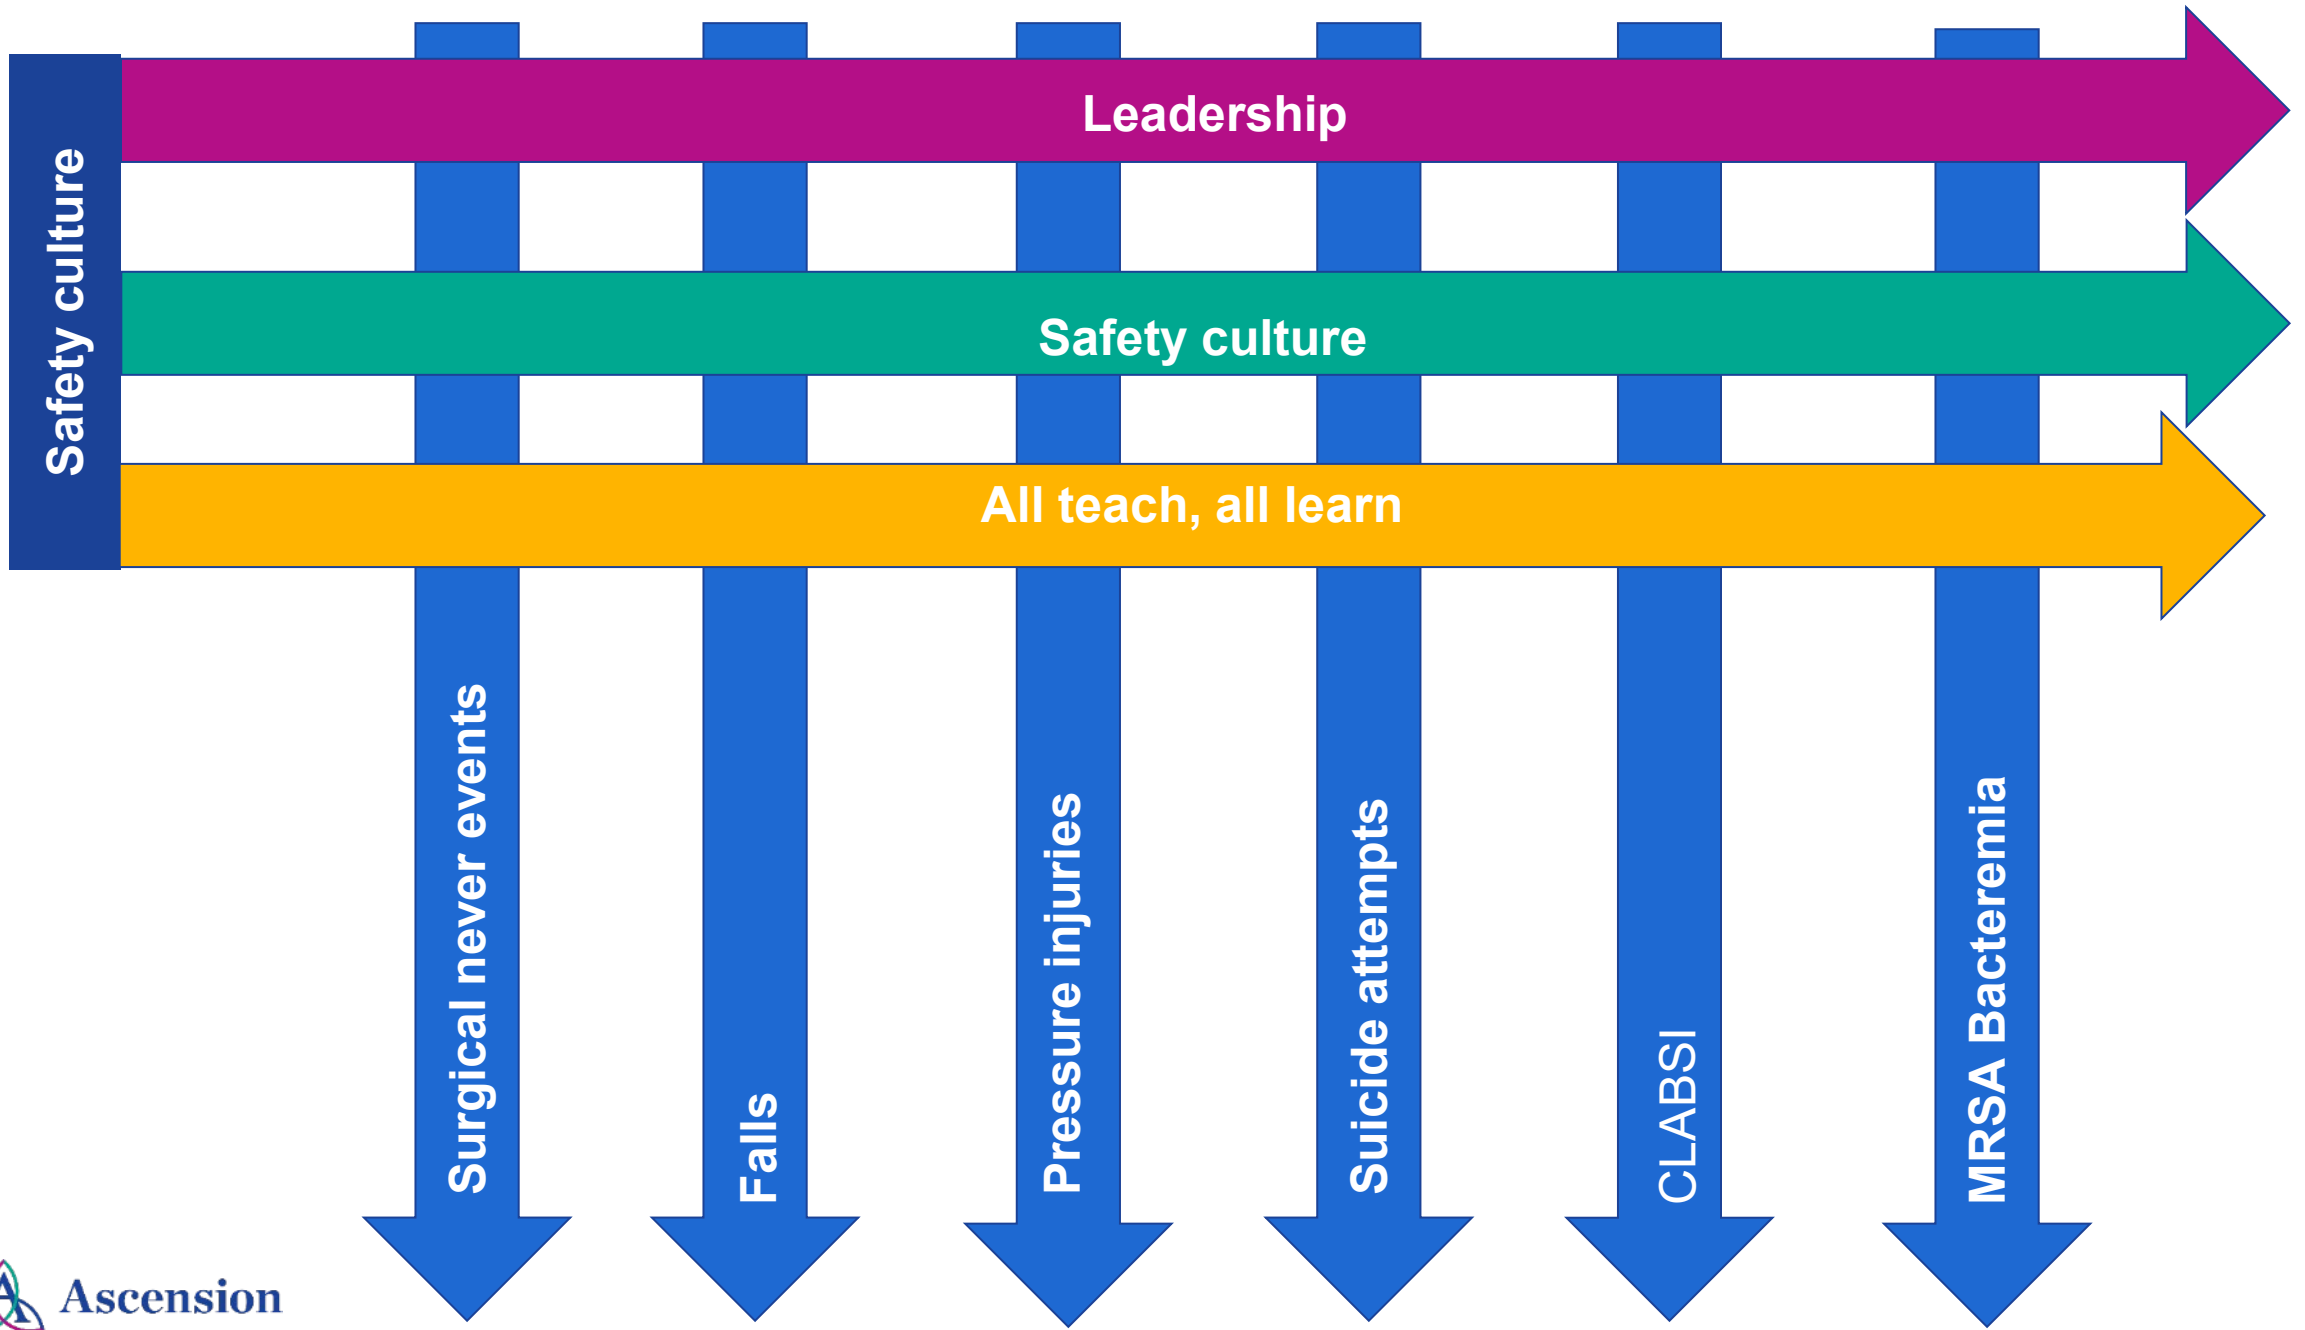 Safety culture
Leadership
Safety culture
All teach, all learn
Surgical never events
Falls
Pressure injuries
Suicide attempts
CLABSI
MRSA Bacteremia
Ascension